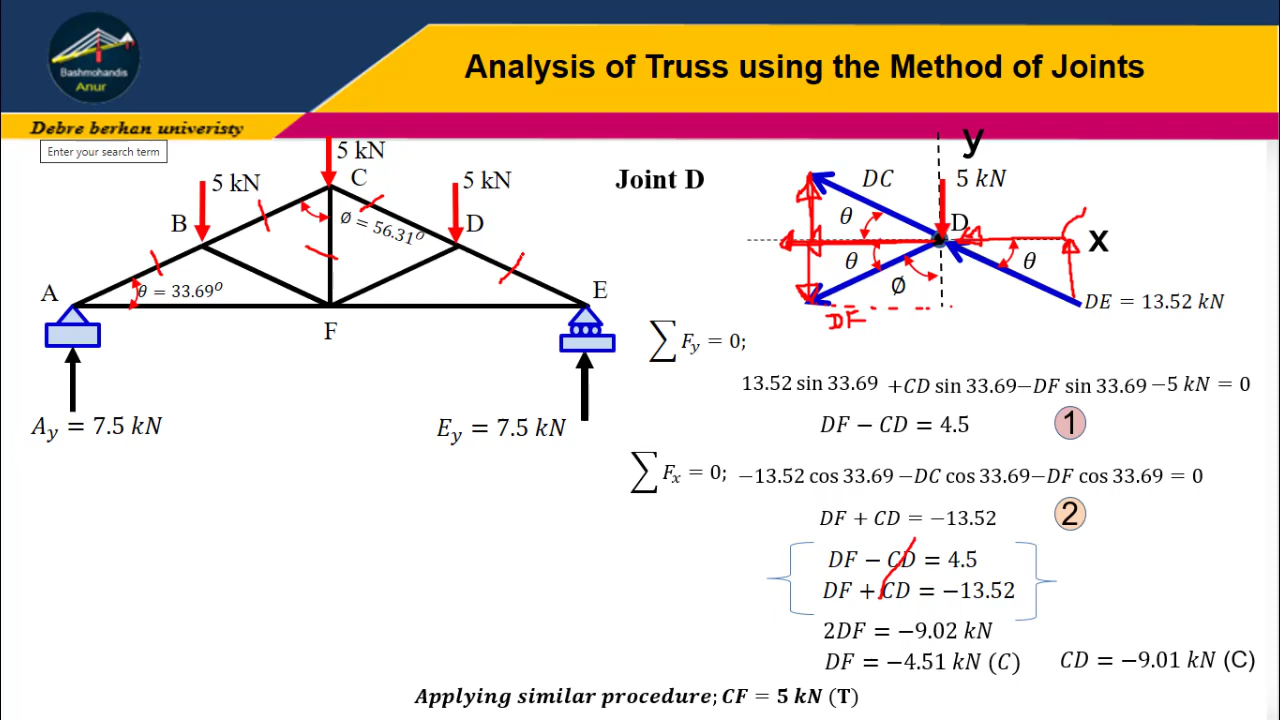 Bashmohandis
Anur
Analysis of Truss using the Method of Joints
Debre berhan univeristy
Enter your search term
5 kN
5 kN
5 kN
A
B
C
D
E
F
θ = 33.69°
ø = 56.31°
A_y = 7.5 kN
E_y = 7.5 kN
Joint D
y
x
DC
5 kN
D
θ
θ
θ
ø
DF
DE = 13.52 kN
∑ F_y = 0;
13.52 sin 33.69 +CD sin 33.69−DF sin 33.69 −5 kN = 0
DF − CD = 4.5
1
∑ F_x = 0; −13.52 cos 33.69 −DC cos 33.69−DF cos 33.69 = 0
DF + CD = −13.52
2
DF − CD = 4.5
DF + CD = −13.52
2DF = −9.02 kN
DF = −4.51 kN (C)
CD = −9.01 kN (C)
Applying similar procedure; CF = 5 kN (T)